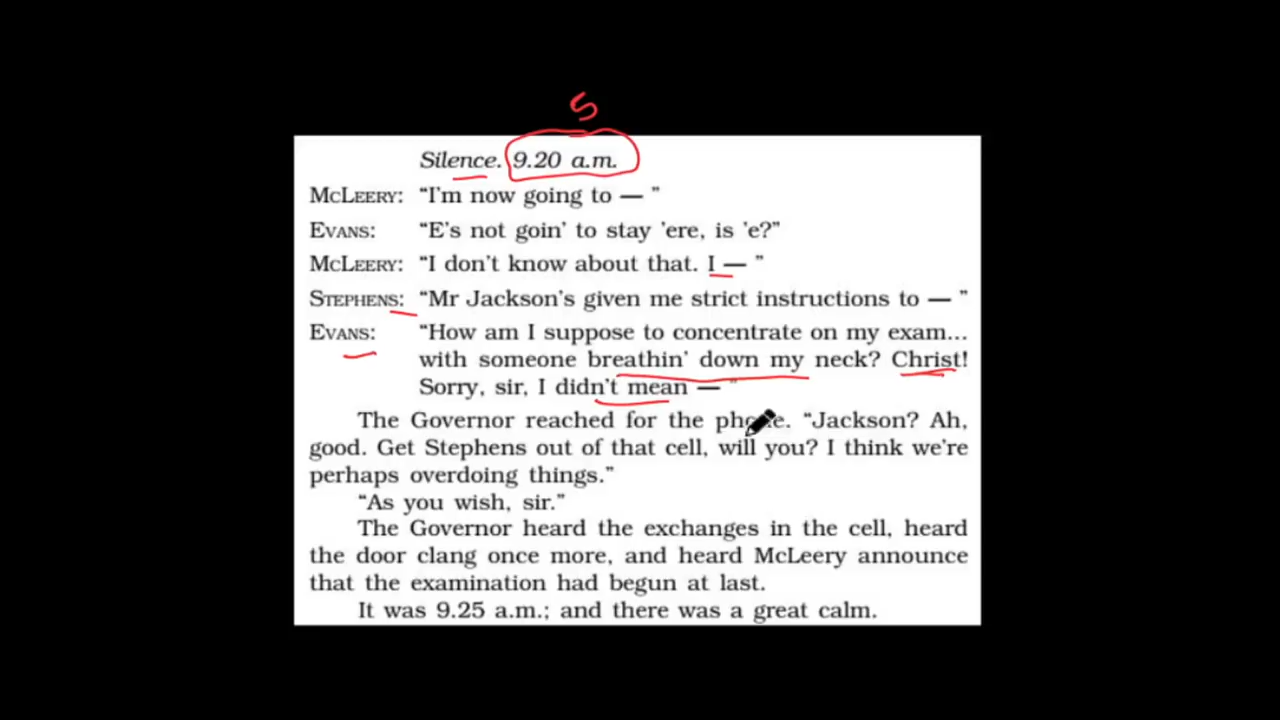 5
Silence. 9.20 a.m.
MCLEERY: “I'm now going to — ”
EVANS: “E's not goin' to stay 'ere, is 'e?”
MCLEERY: “I don't know about that. I — ”
STEPHENS: “Mr Jackson's given me strict instructions to — ”
EVANS: “How am I suppose to concentrate on my exam...
with someone breathin' down my neck? Christ!
Sorry, sir, I didn't mean — ”
The Governor reached for the phone. “Jackson? Ah,
good. Get Stephens out of that cell, will you? I think we're
perhaps overdoing things.”
“As you wish, sir.”
The Governor heard the exchanges in the cell, heard
the door clang once more, and heard McLeery announce
that the examination had begun at last.
It was 9.25 a.m.; and there was a great calm.